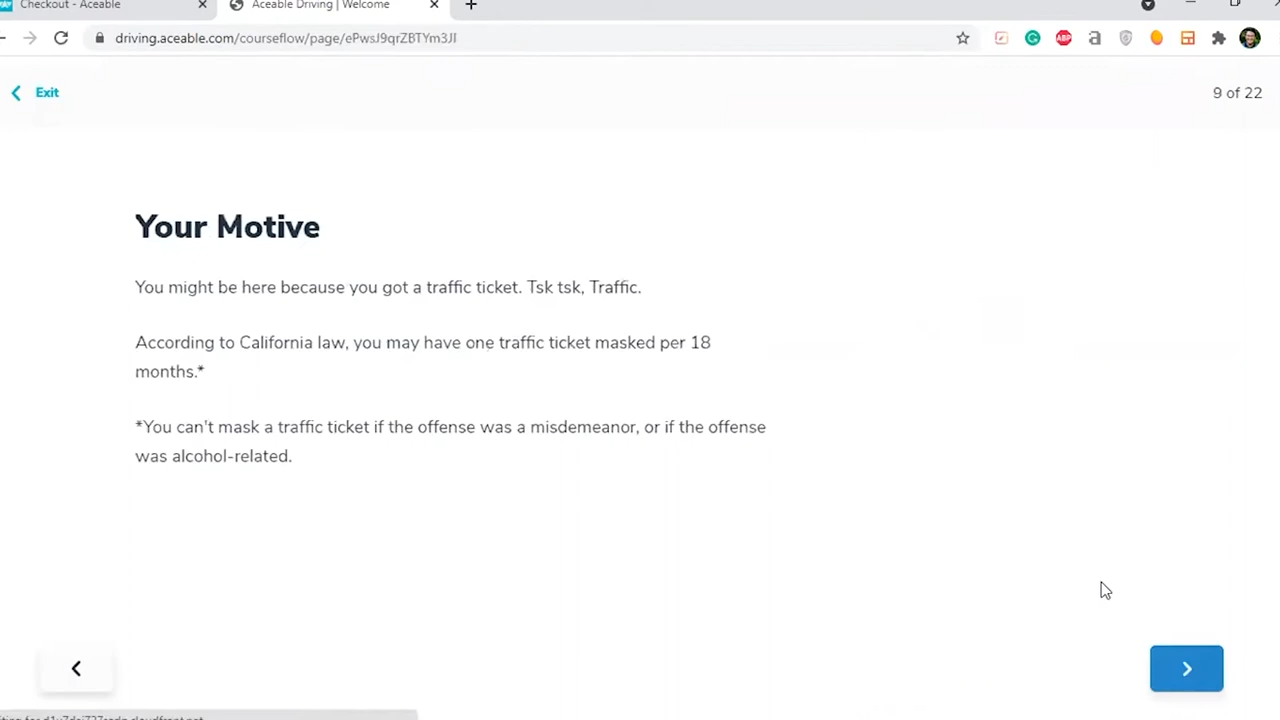 Checkout - Aceable
Aceable Driving | Welcome
driving.aceable.com/courseflow/page/ePwsJ9qrZBTYm3JI
Exit
9 of 22
Your Motive
You might be here because you got a traffic ticket. Tsk tsk, Traffic.
According to California law, you may have one traffic ticket masked per 18
months.*
*You can't mask a traffic ticket if the offense was a misdemeanor, or if the offense
was alcohol-related.